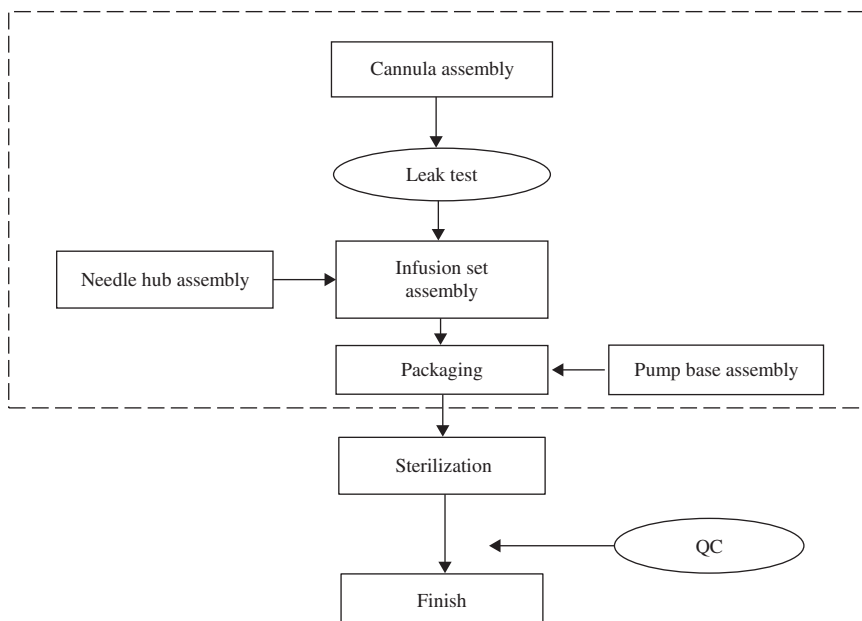 Cannula assembly
Leak test
Needle hub assembly
Infusion set
assembly
Packaging
Pump base assembly
Sterilization
QC
Finish